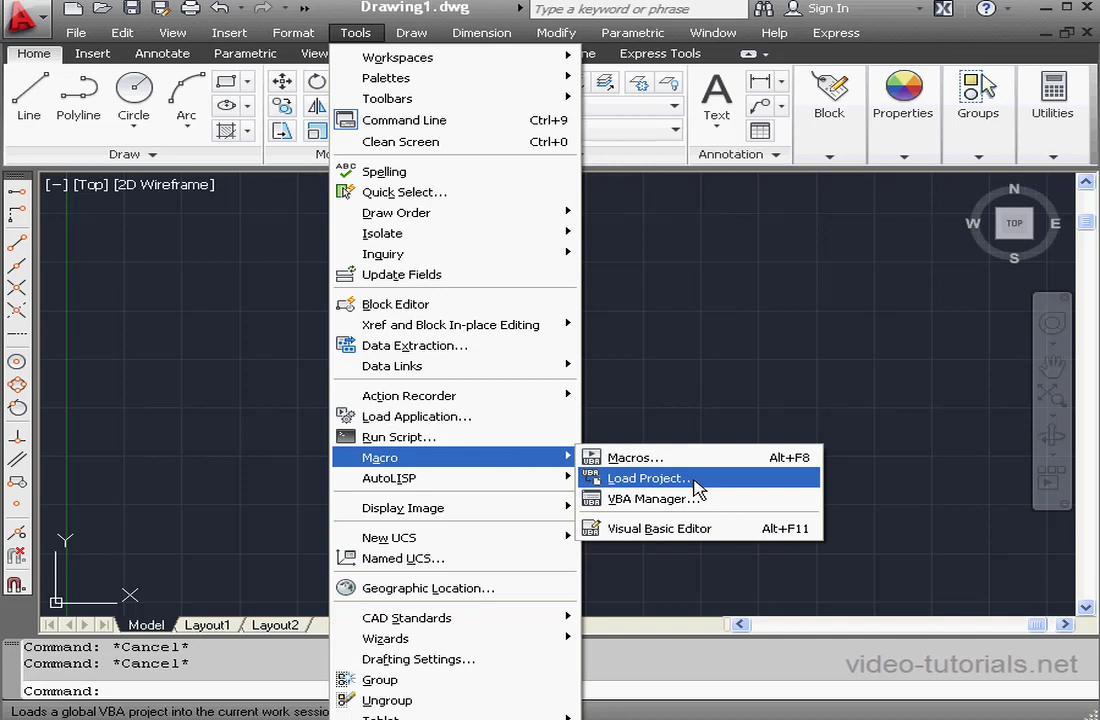 Drawing1.dwg
Type a keyword or phrase
Sign In
File Edit View Insert Format Tools Draw Dimension Modify Parametric Window Help Express
Home Insert Annotate Parametric View Express Tools
Line Polyline Circle Arc
Text
Block Properties Groups Utilities
Draw
Annotation
[−] [Top] [2D Wireframe]
N
W TOP E
S
Workspaces
Palettes
Toolbars
Command Line Ctrl+9
Clean Screen Ctrl+0
ABC Spelling
Quick Select...
Draw Order
Isolate
Inquiry
Update Fields
Block Editor
Xref and Block In-place Editing
Data Extraction...
Data Links
Action Recorder
Load Application...
Run Script...
Macro
AutoLISP
Display Image
New UCS
Named UCS...
Geographic Location...
CAD Standards
Wizards
Drafting Settings...
Group
Ungroup
Macros... Alt+F8
Load Project...
VBA Manager...
Visual Basic Editor Alt+F11
Y
X
Model Layout1 Layout2
Command: *Cancel*
Command: *Cancel*
Command:
video-tutorials.net
Loads a global VBA project into the current work sessio